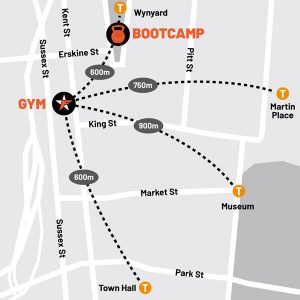 T
Wynyard
Kent St
BOOTCAMP
Sussex St
Erskine St
Pitt St
600m
750m
T
GYM
Martin
Place
King St
900m
600m
Market St
T
Museum
Sussex St
Park St
Town Hall
T